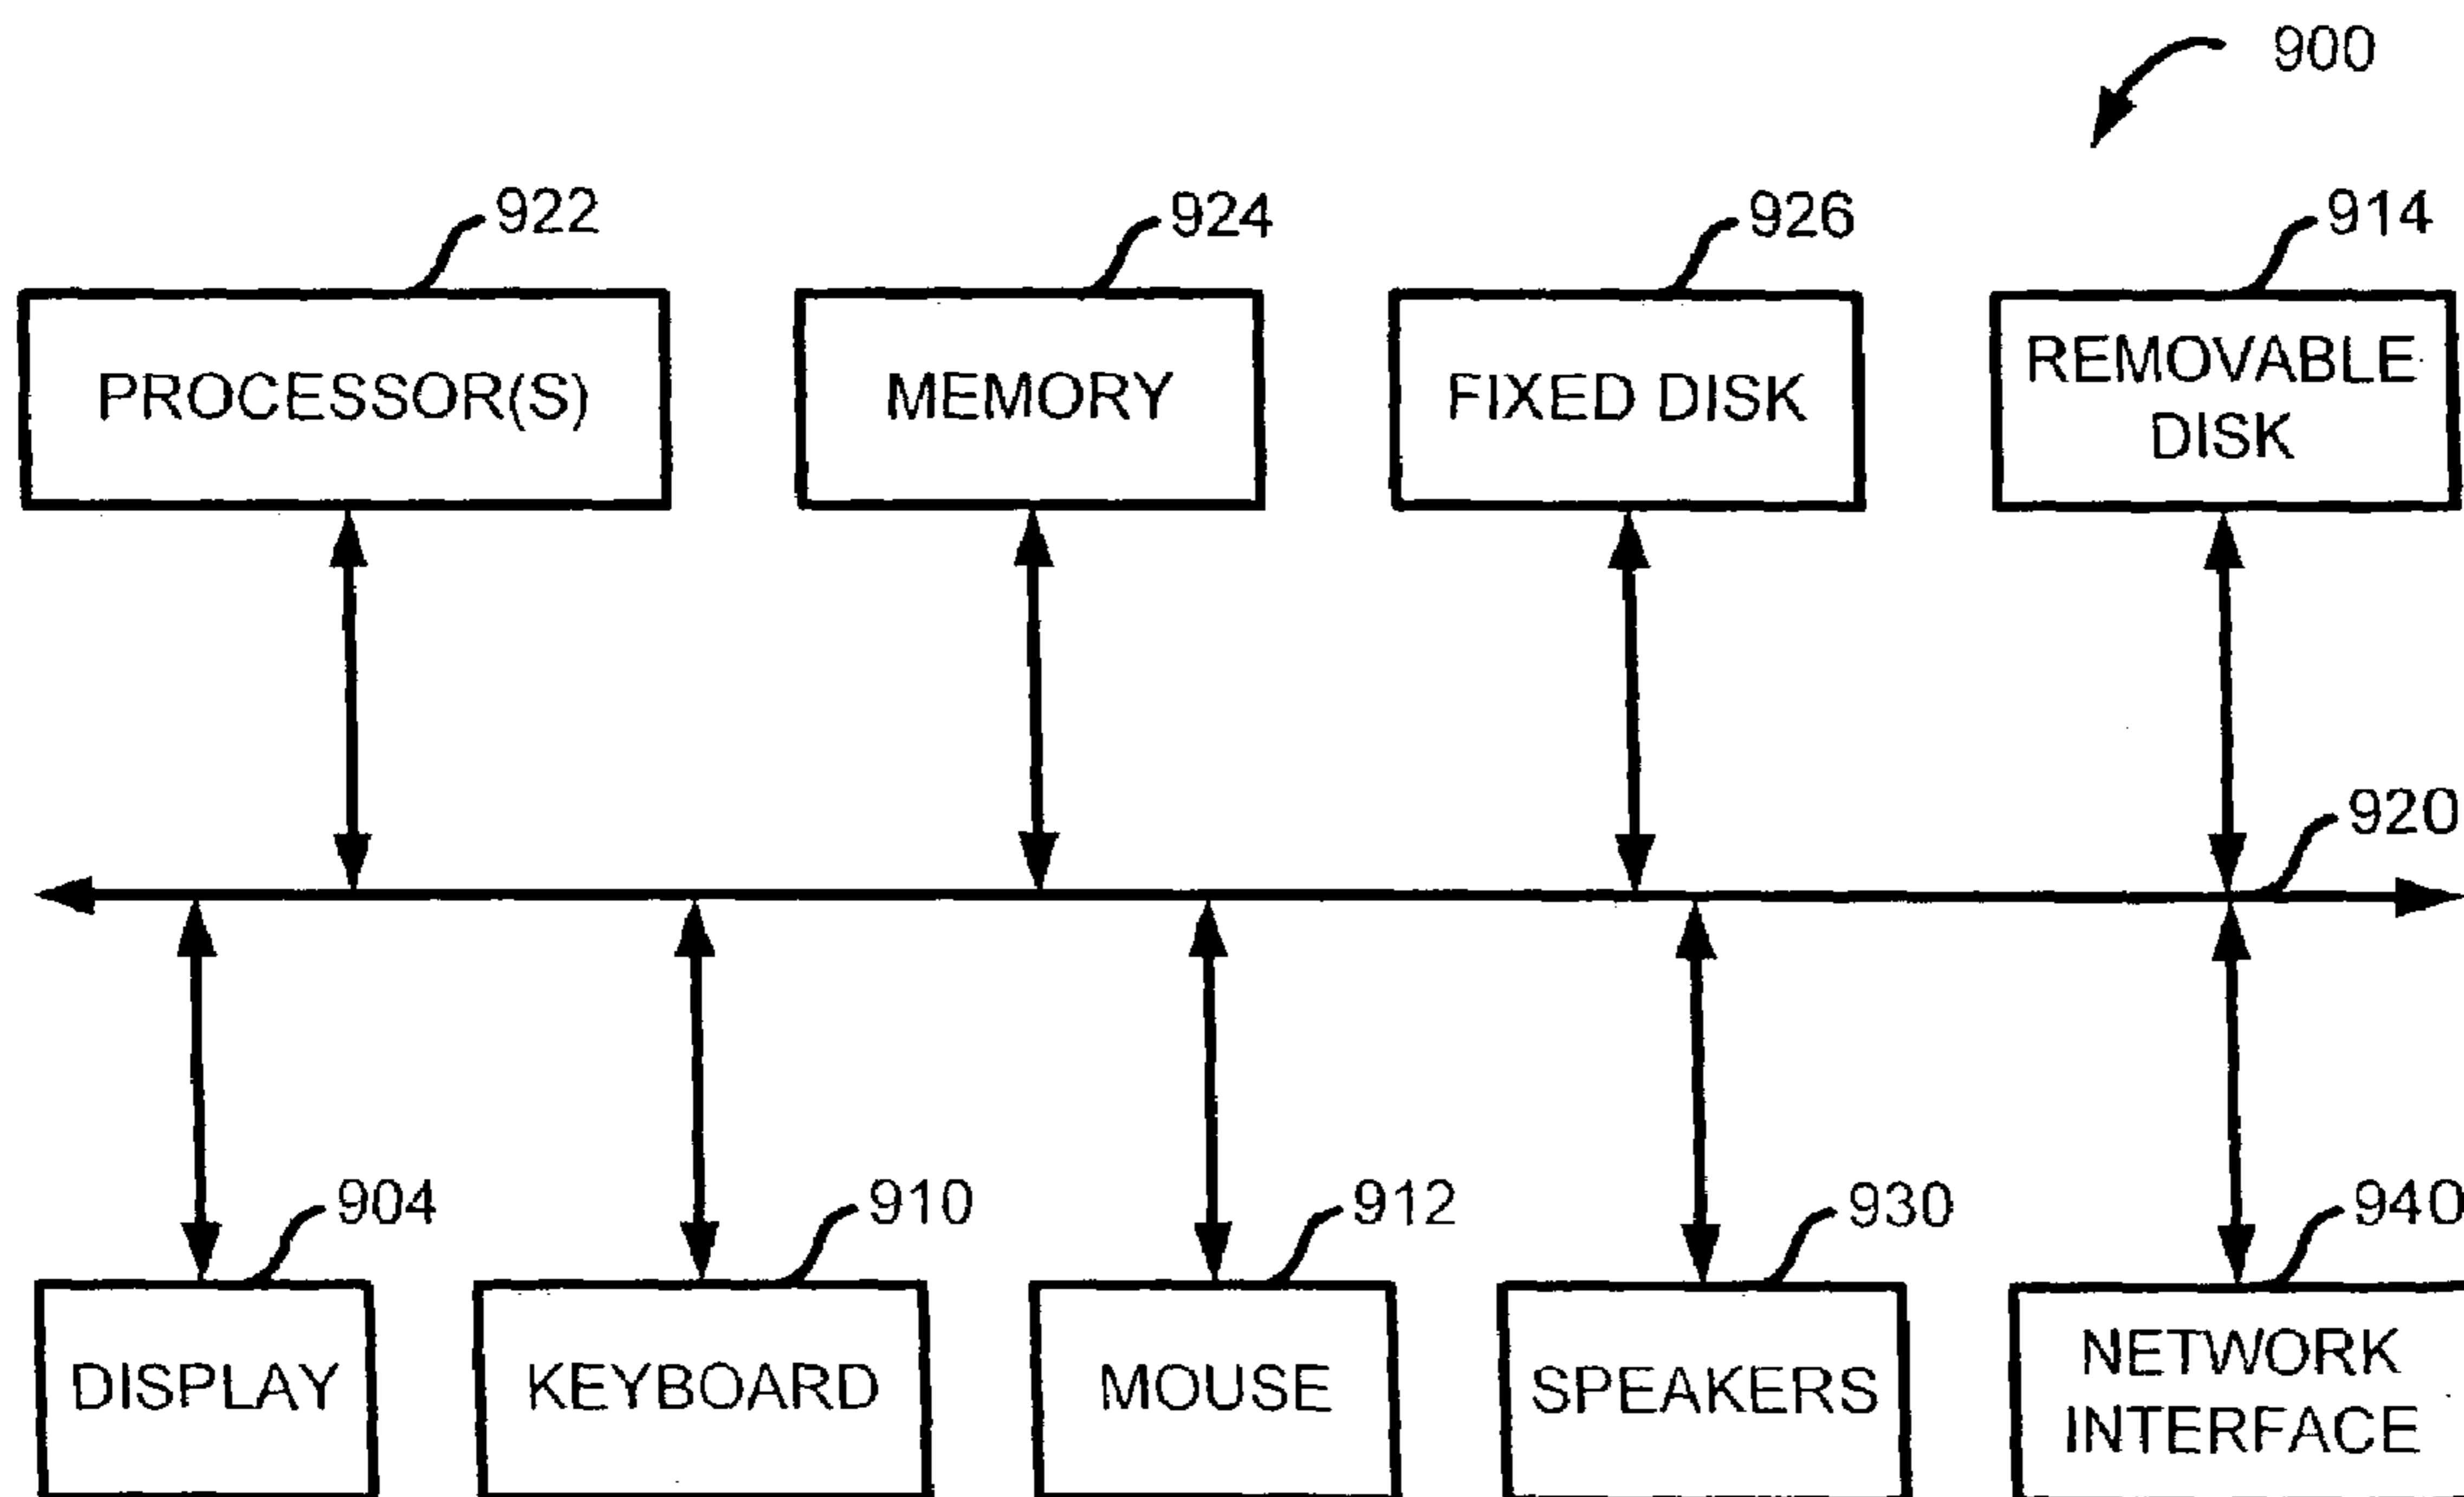 900
922
924
926
914
PROCESSOR(S)
MEMORY
FIXED DISK
REMOVABLE
DISK
920
904
910
912
930
940
DISPLAY
KEYBOARD
MOUSE
SPEAKERS
NETWORK
INTERFACE